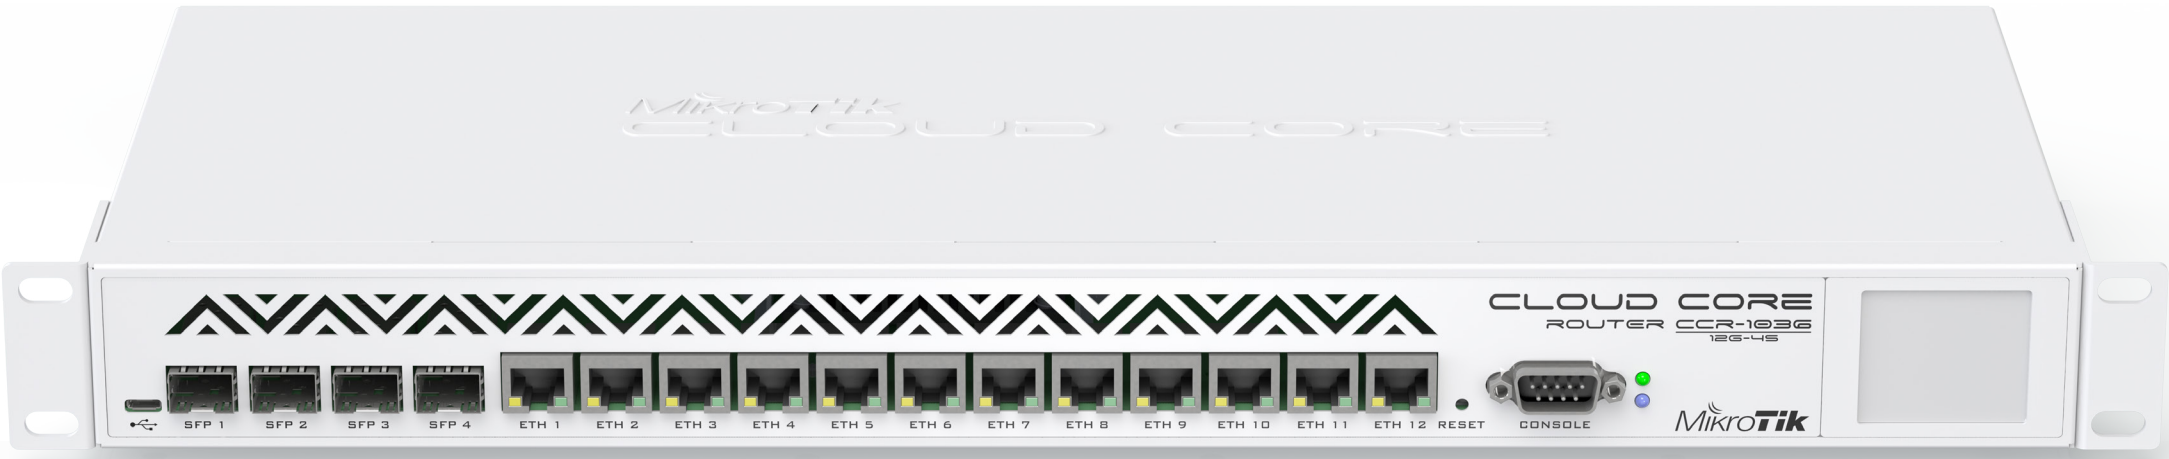 MikroTik
CLOUD CORE
CLOUD CORE
ROUTER CCR-1036
12G-4S
SFP 1 SFP 2 SFP 3 SFP 4 ETH 1 ETH 2 ETH 3 ETH 4 ETH 5 ETH 6 ETH 7 ETH 8 ETH 9 ETH 10 ETH 11 ETH 12 RESET CONSOLE
MikroTik